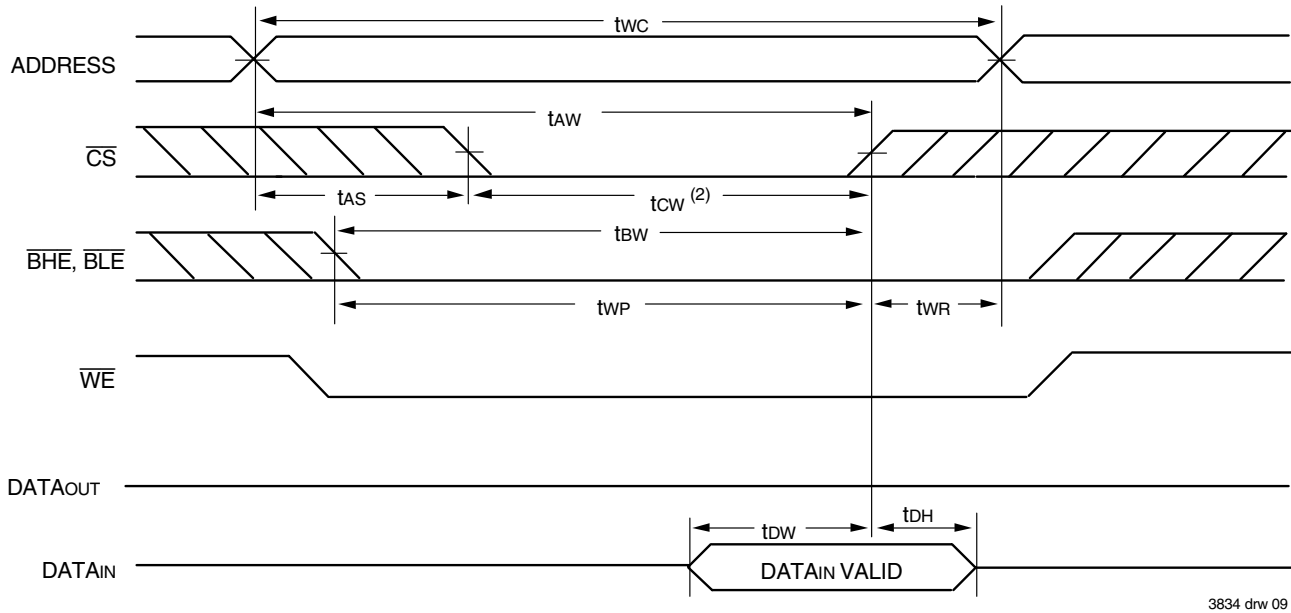 tWC
ADDRESS
tAW
CS
tAS
tCW (2)
tBW
BHE, BLE
tWP
tWR
WE
DATAOUT
tDW
tDH
DATAIN
DATAIN VALID
3834 drw 09